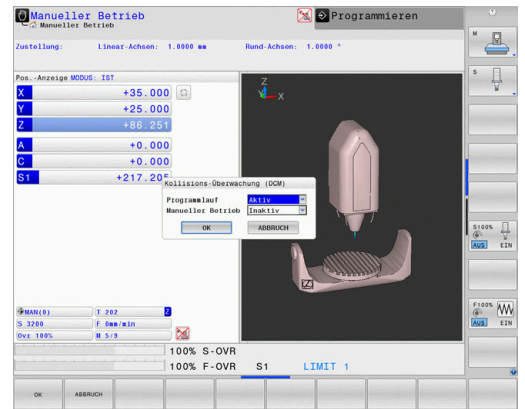 Manueller Betrieb
Manueller Betrieb
Programmieren
Zustellung: Linear-Achsen: 1.0000 mm Rund-Achsen: 1.0000 °
Pos.-Anzeige MODUS: IST
X +35.000
Y +25.000
Z +86.251
A +0.000
C +0.000
S1 +217.205
Z
Y
X
Kollisions-Überwachung (DCM)
Programmlauf Aktiv
Manueller Betrieb Inaktiv
OK ABBRUCH
MAN(0) T 202 Z
S 3200 F 0mm/min
Ovr 100% M 5/9
100% S-OVR
100% F-OVR S1 LIMIT 1
M
S
S100%
AUS EIN
F100%
AUS EIN
OK ABBRUCH